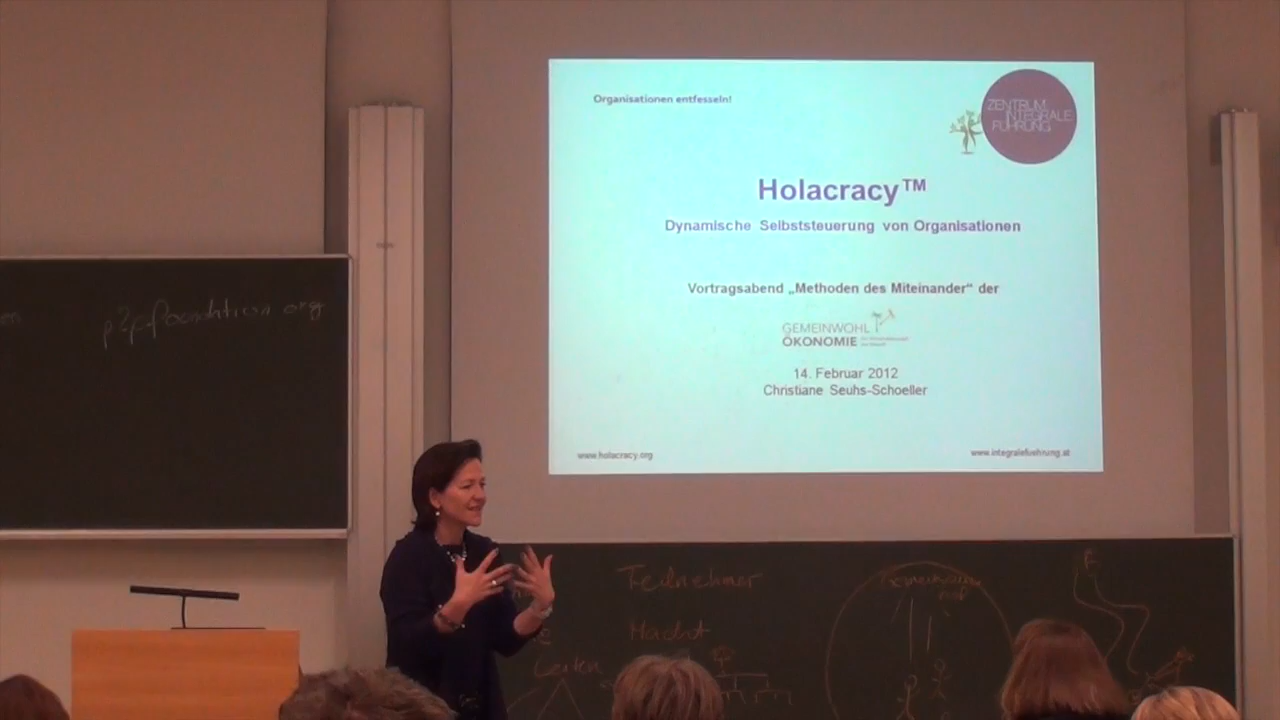 Organisationen entfesseln!
ZENTRUM
INTEGRALE
FÜHRUNG
Holacracy™
Dynamische Selbststeuerung von Organisationen
Vortragsabend „Methoden des Miteinander“ der
GEMEINWOHL
ÖKONOMIE
14. Februar 2012
Christiane Seuhs-Schoeller
www.holacracy.org
www.integralefuehrung.at
p2pfoundation.org
Teilnehmer
Macht